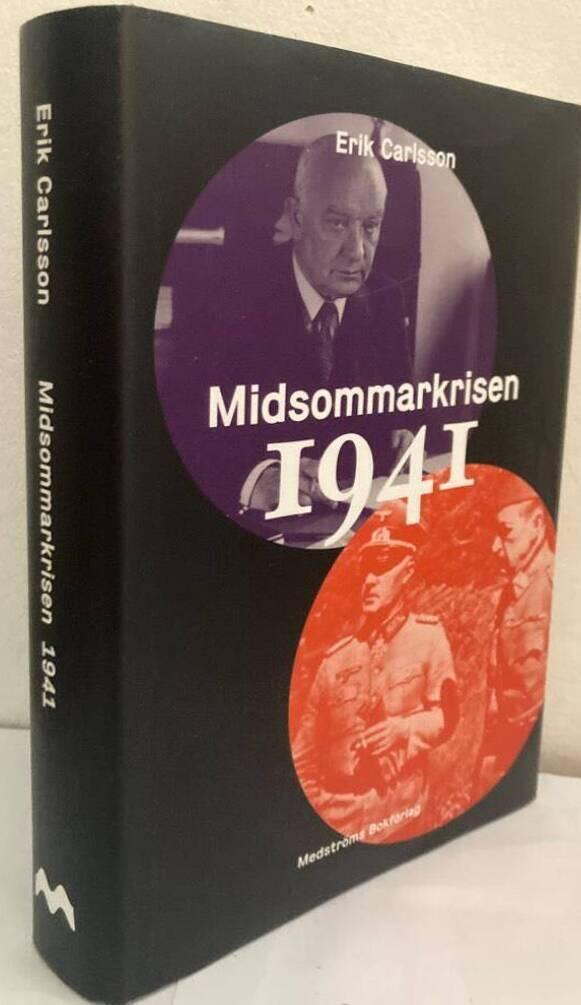 Erik Carlsson
Midsommarkrisen
1941
Medströms Bokförlag
Erik Carlsson Midsommarkrisen 1941